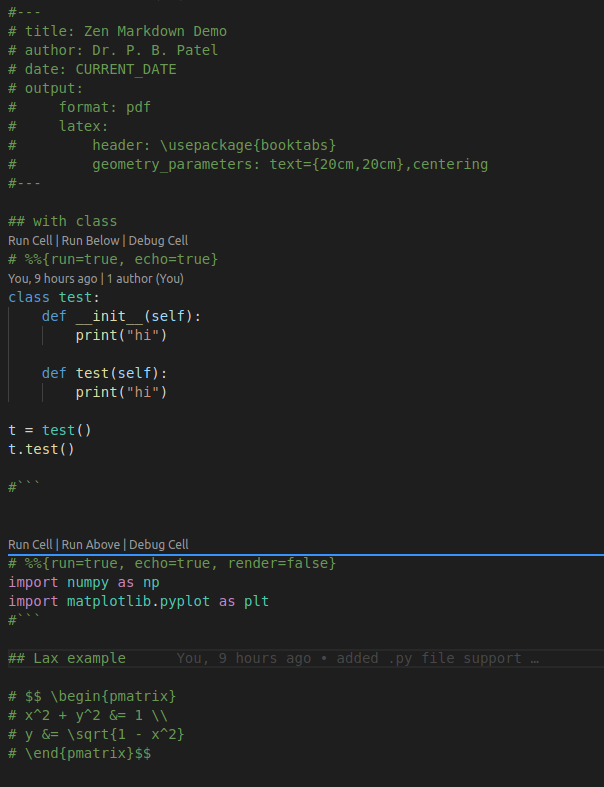 #---
# title: Zen Markdown Demo
# author: Dr. P. B. Patel
# date: CURRENT_DATE
# output:
#     format: pdf
#     latex:
#         header: \usepackage{booktabs}
#         geometry_parameters: text={20cm,20cm},centering
#---

## with class
Run Cell | Run Below | Debug Cell
# %%{run=true, echo=true}
You, 9 hours ago | 1 author (You)
class test:
    def __init__(self):
        print("hi")

    def test(self):
        print("hi")

t = test()
t.test()

#```

Run Cell | Run Above | Debug Cell
# %%{run=true, echo=true, render=false}
import numpy as np
import matplotlib.pyplot as plt
#```

## Lax example      You, 9 hours ago • added .py file support …

# $$ \begin{pmatrix}
# x^2 + y^2 &= 1 \\
# y &= \sqrt{1 - x^2}
# \end{pmatrix}$$